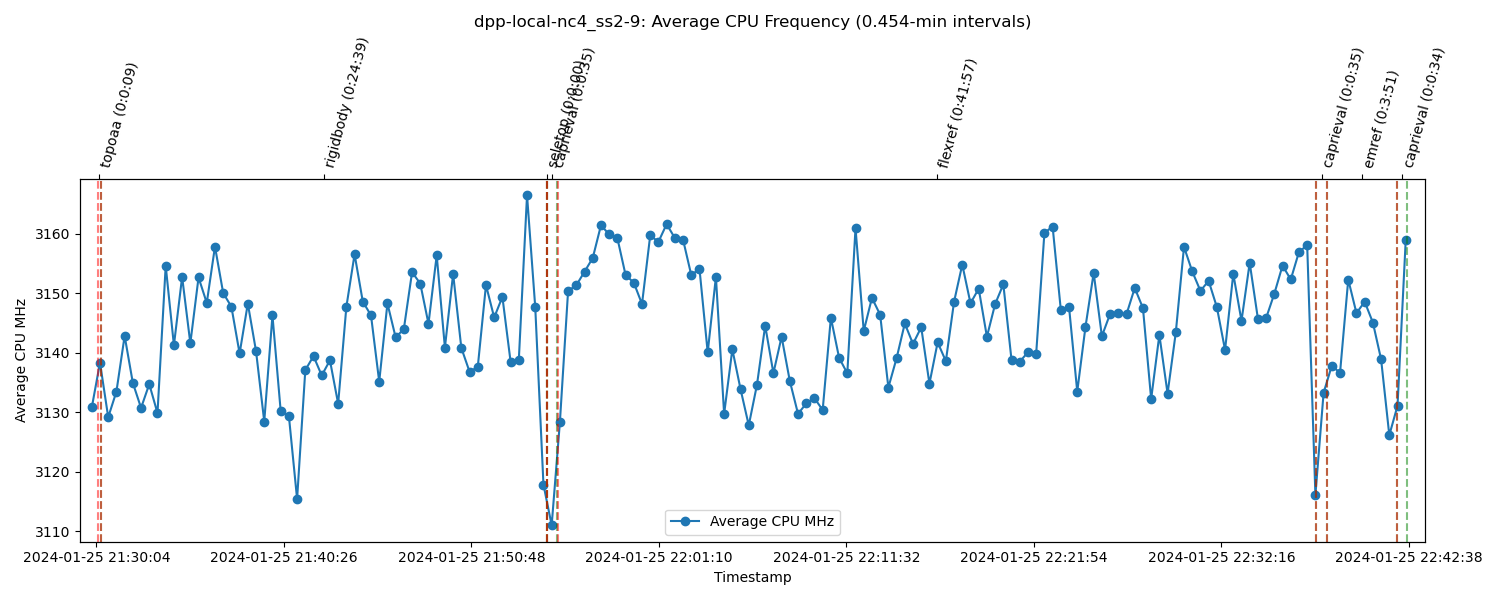 dpp-local-nc4_ss2-9: Average CPU Frequency (0.454-min intervals)
topoaa (0:0:09)
rigidbody (0:24:39)
seletop (0:0:00)
caprieval (0:0:35)
flexref (0:41:57)
caprieval (0:0:35)
emref (0:3:51)
caprieval (0:0:34)
Average CPU MHz
3160
3150
3140
3130
3120
3110
Average CPU MHz
2024-01-25 21:30:04
2024-01-25 21:40:26
2024-01-25 21:50:48
2024-01-25 22:01:10
2024-01-25 22:11:32
2024-01-25 22:21:54
2024-01-25 22:32:16
2024-01-25 22:42:38
Timestamp